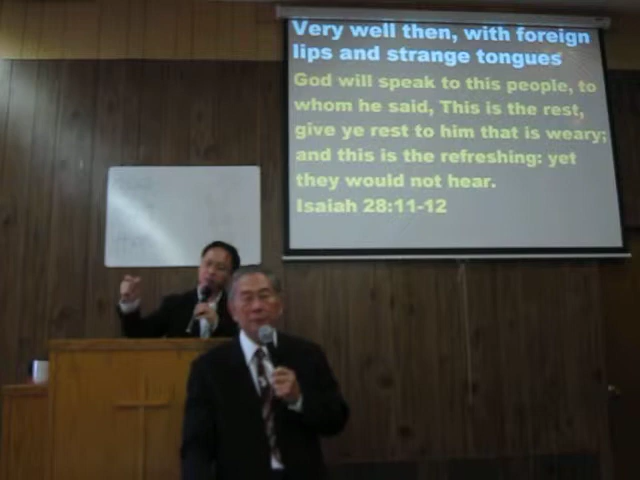 Very well then, with foreign
lips and strange tongues
God will speak to this people, to
whom he said, This is the rest,
give ye rest to him that is weary;
and this is the refreshing: yet
they would not hear.
Isaiah 28:11-12